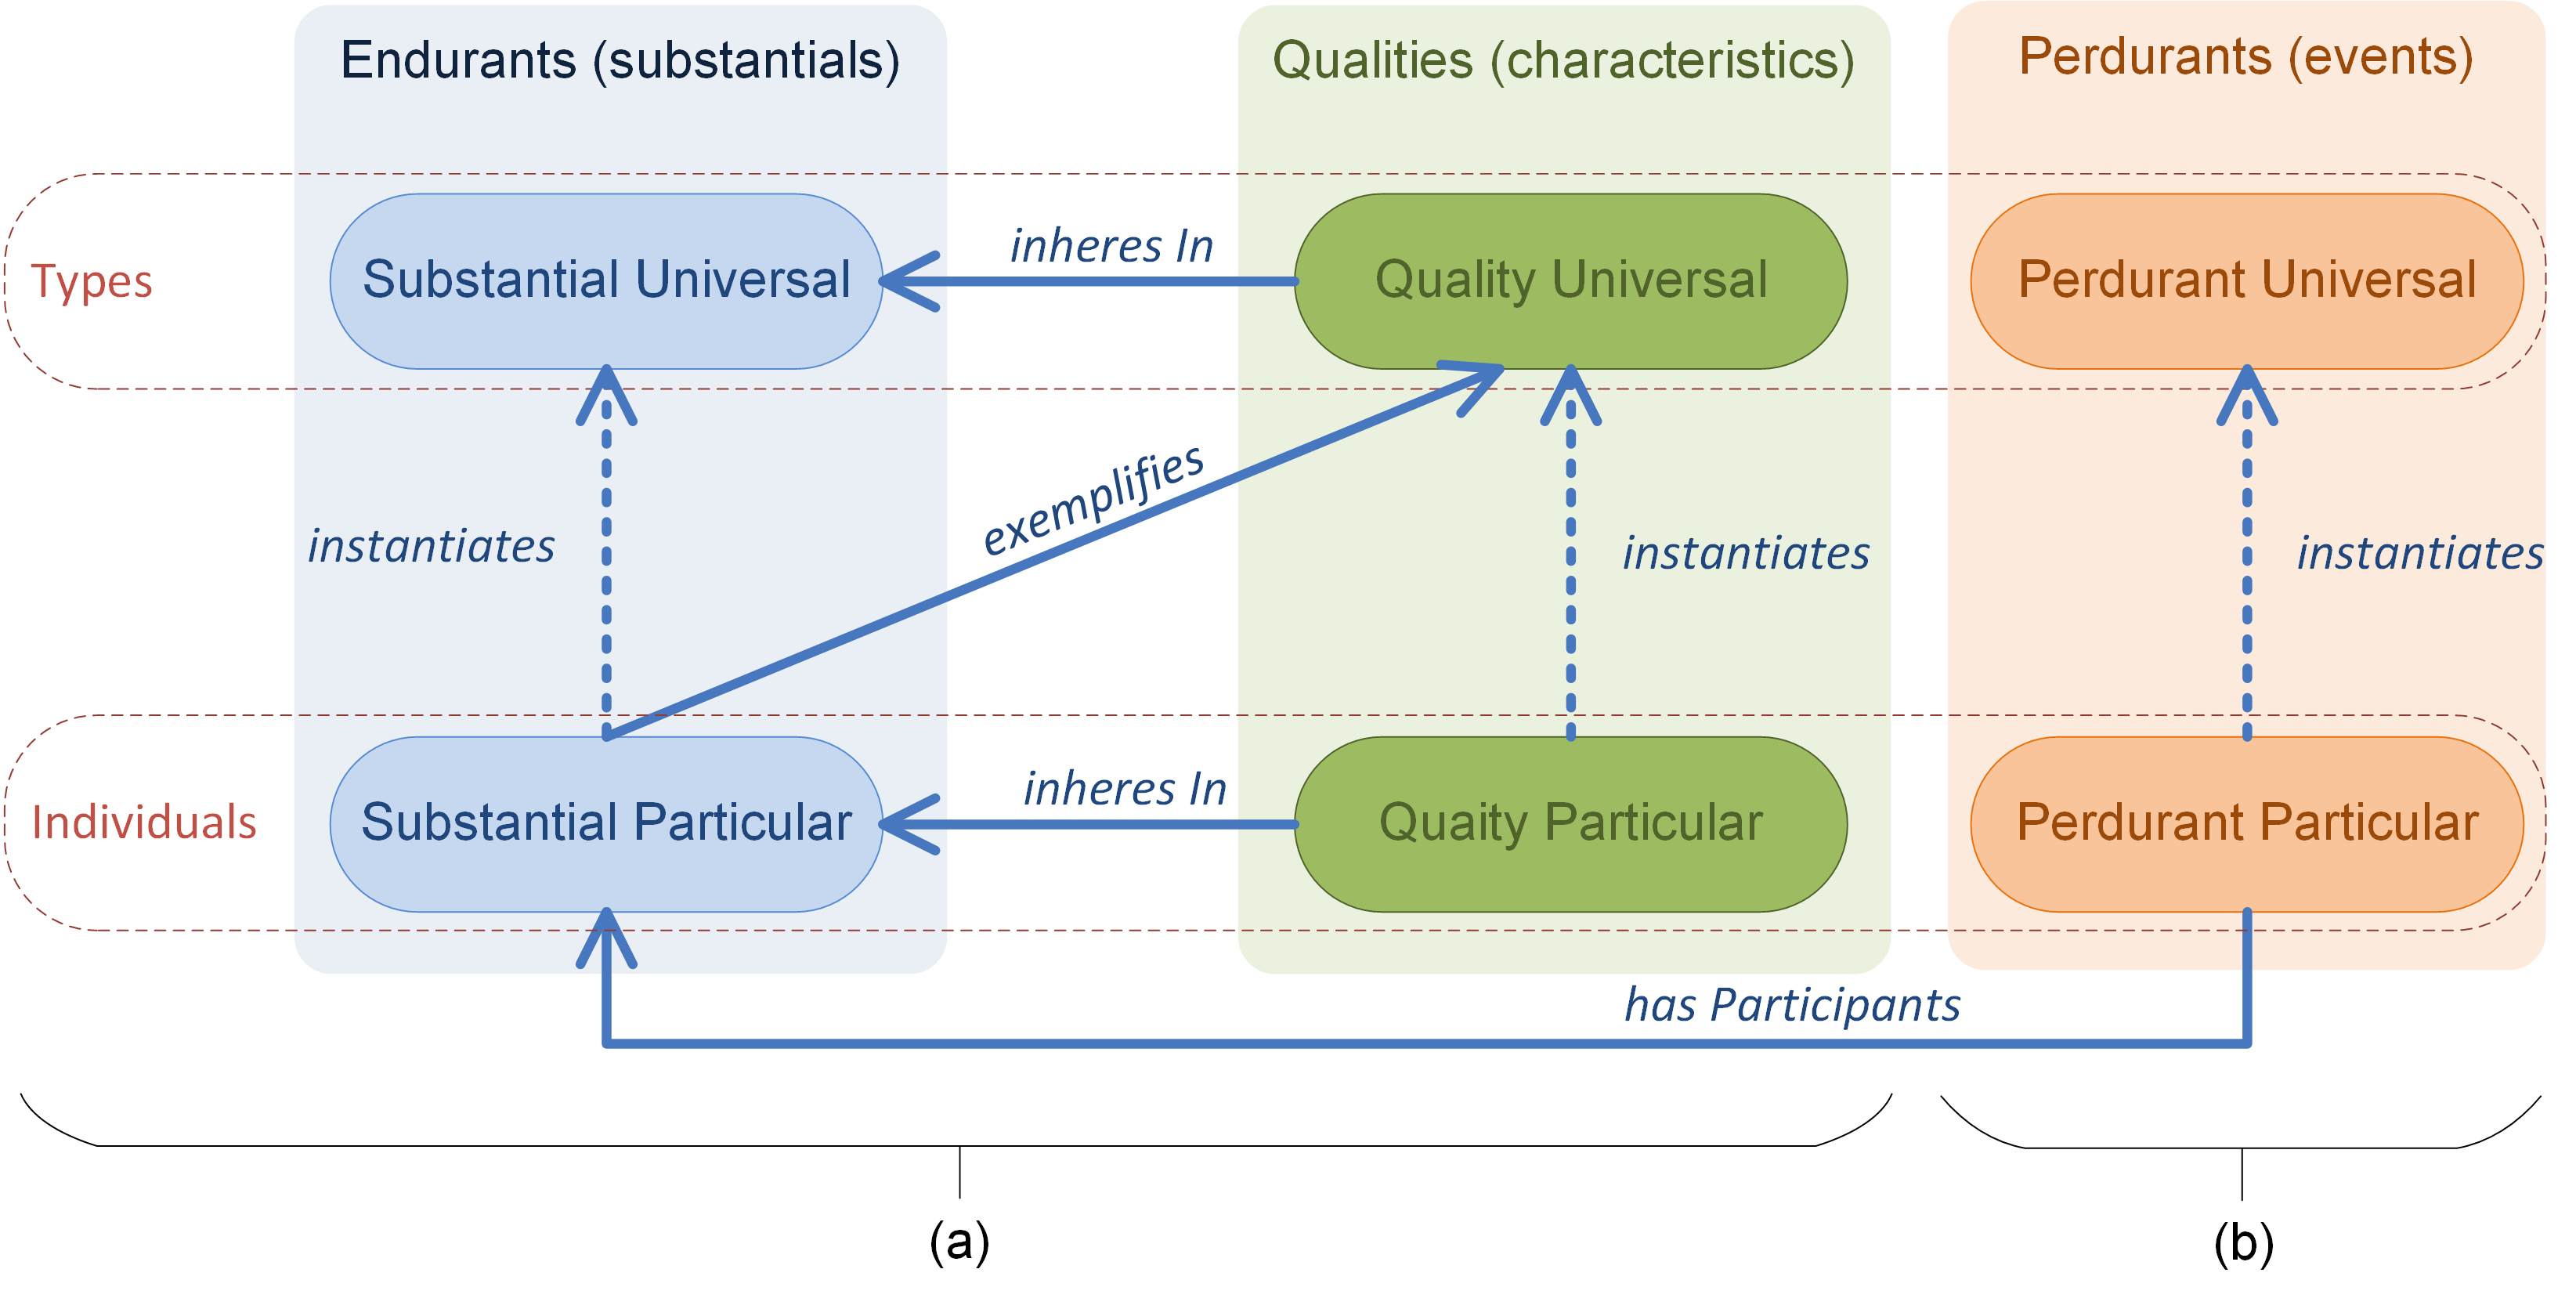 Endurants (substantials)
Qualities (characteristics)
Perdurants (events)
Types
Substantial Universal
inheres In
Quality Universal
Perdurant Universal
instantiates
exemplifies
instantiates
instantiates
Individuals
Substantial Particular
inheres In
Quaity Particular
Perdurant Particular
has Participants
(a)
(b)